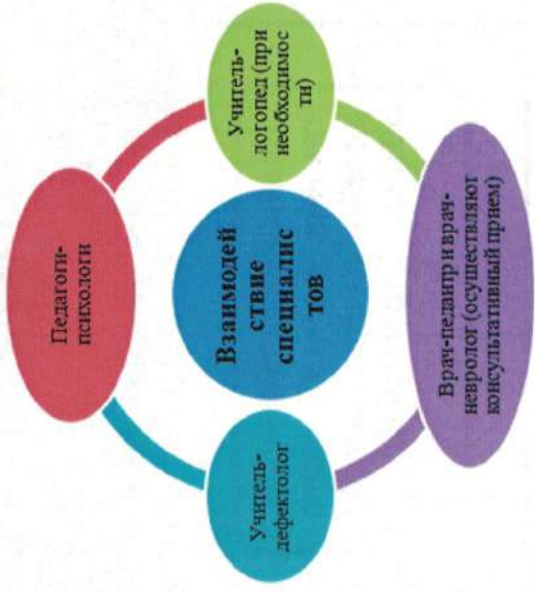 Учитель-
дефектолог
Педагоги-
психологи
Взаимодей
ствие
специалис
тов
Врач-педаитр и врач-
невролог (осуществляют
консультативный прием)
Учитель-
логопед (при
необходимос
ти)